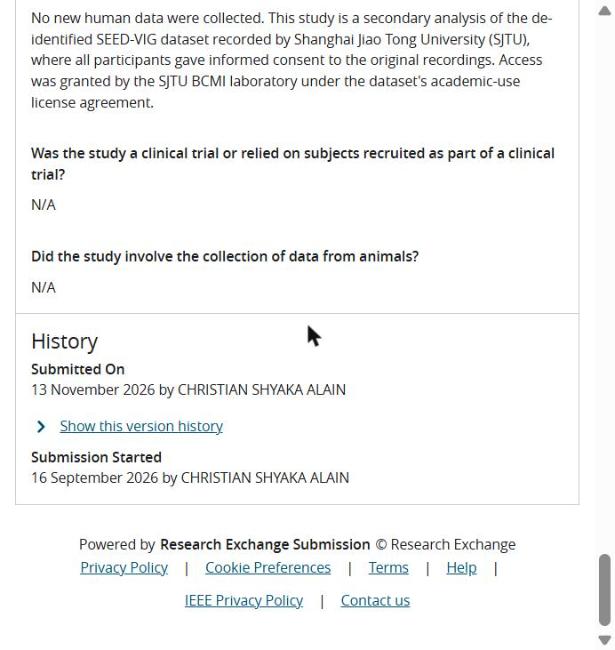 No new human data were collected. This study is a secondary analysis of the de-
identified SEED-VIG dataset recorded by Shanghai Jiao Tong University (SJTU),
where all participants gave informed consent to the original recordings. Access
was granted by the SJTU BCMI laboratory under the dataset's academic-use
license agreement.
Was the study a clinical trial or relied on subjects recruited as part of a clinical
trial?
N/A
Did the study involve the collection of data from animals?
N/A
History
Submitted On
13 November 2026 by CHRISTIAN SHYAKA ALAIN
Show this version history
Submission Started
16 September 2026 by CHRISTIAN SHYAKA ALAIN
Powered by Research Exchange Submission © Research Exchange
Privacy Policy | Cookie Preferences | Terms | Help |
IEEE Privacy Policy | Contact us